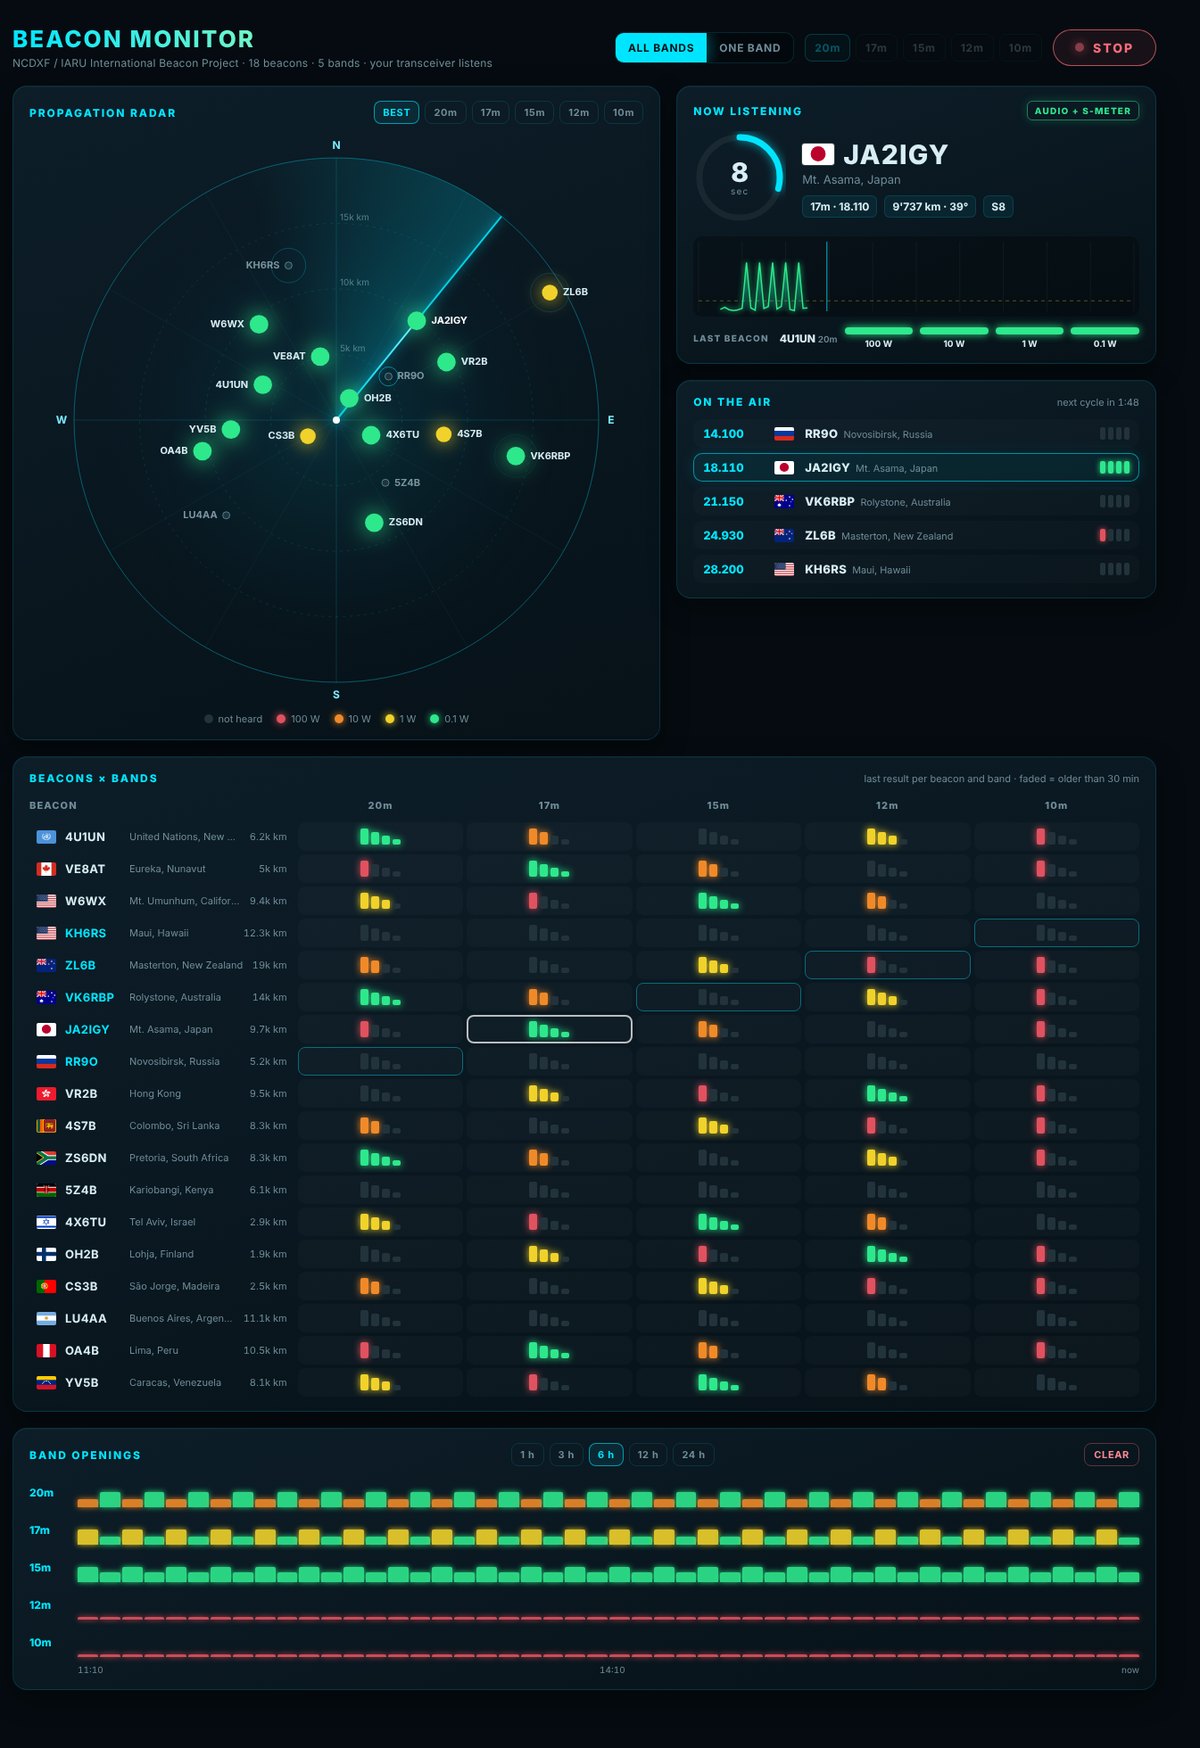 BEACON MONITOR
NCDXF / IARU International Beacon Project · 18 beacons · 5 bands · your transceiver listens
ALL BANDS ONE BAND 20m 17m 15m 12m 10m STOP
PROPAGATION RADAR BEST 20m 17m 15m 12m 10m
N
15k km
KH6RS
10k km
ZL6B
W6WX
JA2IGY
5k km
VE8AT
VR2B
RR9O
4U1UN
OH2B
W
E
YV5B
CS3B
4X6TU
4S7B
OA4B
VK6RBP
5Z4B
LU4AA
ZS6DN
S
not heard 100 W 10 W 1 W 0.1 W
NOW LISTENING AUDIO + S-METER
8
sec
JA2IGY
Mt. Asama, Japan
17m · 18.110 9'737 km · 39° S8
LAST BEACON 4U1UN 20m
100 W 10 W 1 W 0.1 W
ON THE AIR next cycle in 1:48
14.100 RR9O Novosibirsk, Russia
18.110 JA2IGY Mt. Asama, Japan
21.150 VK6RBP Rolystone, Australia
24.930 ZL6B Masterton, New Zealand
28.200 KH6RS Maui, Hawaii
BEACONS × BANDS last result per beacon and band · faded = older than 30 min
BEACON 20m 17m 15m 12m 10m
4U1UN United Nations, New ... 6.2k km
VE8AT Eureka, Nunavut 5k km
W6WX Mt. Umunhum, Califor... 9.4k km
KH6RS Maui, Hawaii 12.3k km
ZL6B Masterton, New Zealand 19k km
VK6RBP Rolystone, Australia 14k km
JA2IGY Mt. Asama, Japan 9.7k km
RR9O Novosibirsk, Russia 5.2k km
VR2B Hong Kong 9.5k km
4S7B Colombo, Sri Lanka 8.3k km
ZS6DN Pretoria, South Africa 8.3k km
5Z4B Kariobangi, Kenya 6.1k km
4X6TU Tel Aviv, Israel 2.9k km
OH2B Lohja, Finland 1.9k km
CS3B São Jorge, Madeira 2.5k km
LU4AA Buenos Aires, Argen... 11.1k km
OA4B Lima, Peru 10.5k km
YV5B Caracas, Venezuela 8.1k km
BAND OPENINGS 1 h 3 h 6 h 12 h 24 h CLEAR
20m
17m
15m
12m
10m
11:10 14:10 now